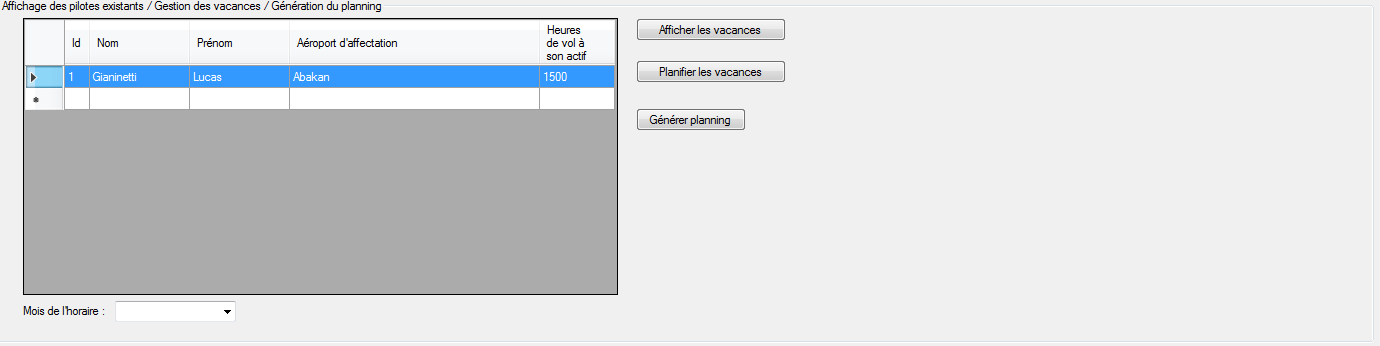 Affichage des pilotes existants / Gestion des vacances / Génération du planning
Id Nom Prénom Aéroport d'affectation Heures de vol à son actif
1 Gianinetti Lucas Abakan 1500
Afficher les vacances
Planifier les vacances
Générer planning
Mois de l'horaire :